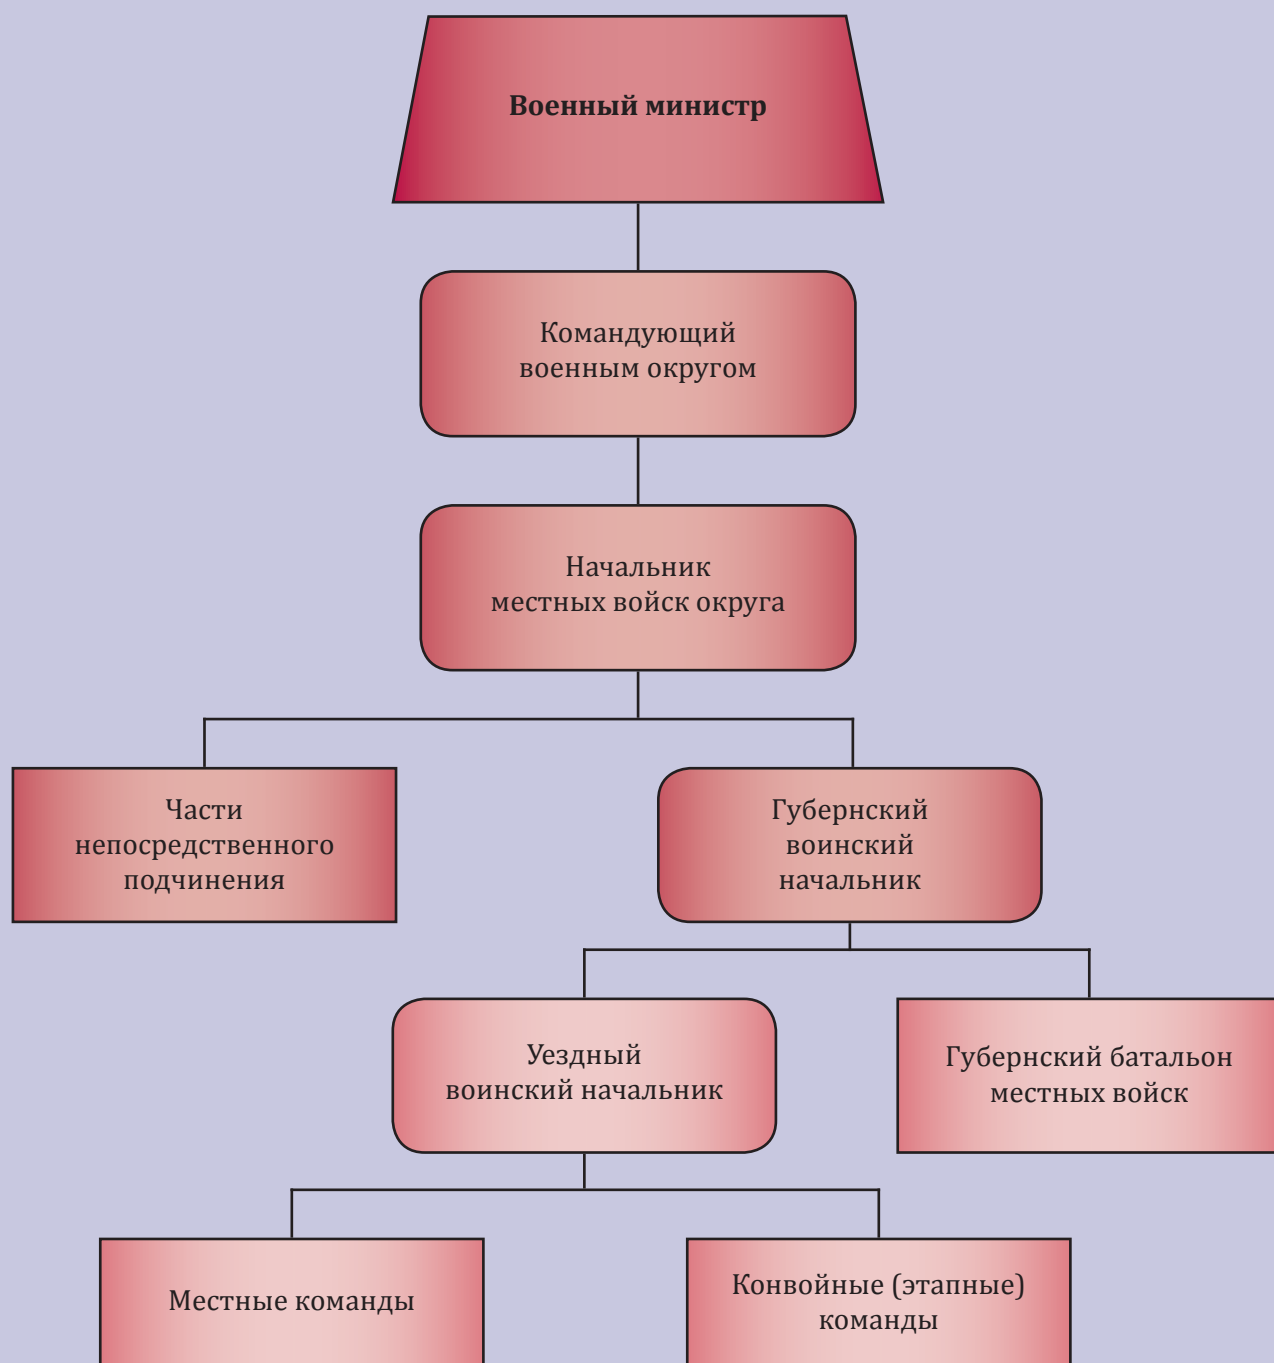 Военный министр
Командующий
военным округом
Начальник
местных войск округа
Части
непосредственного
подчинения
Губернский
воинский
начальник
Уездный
воинский начальник
Губернский батальон
местных войск
Местные команды
Конвойные (этапные)
команды